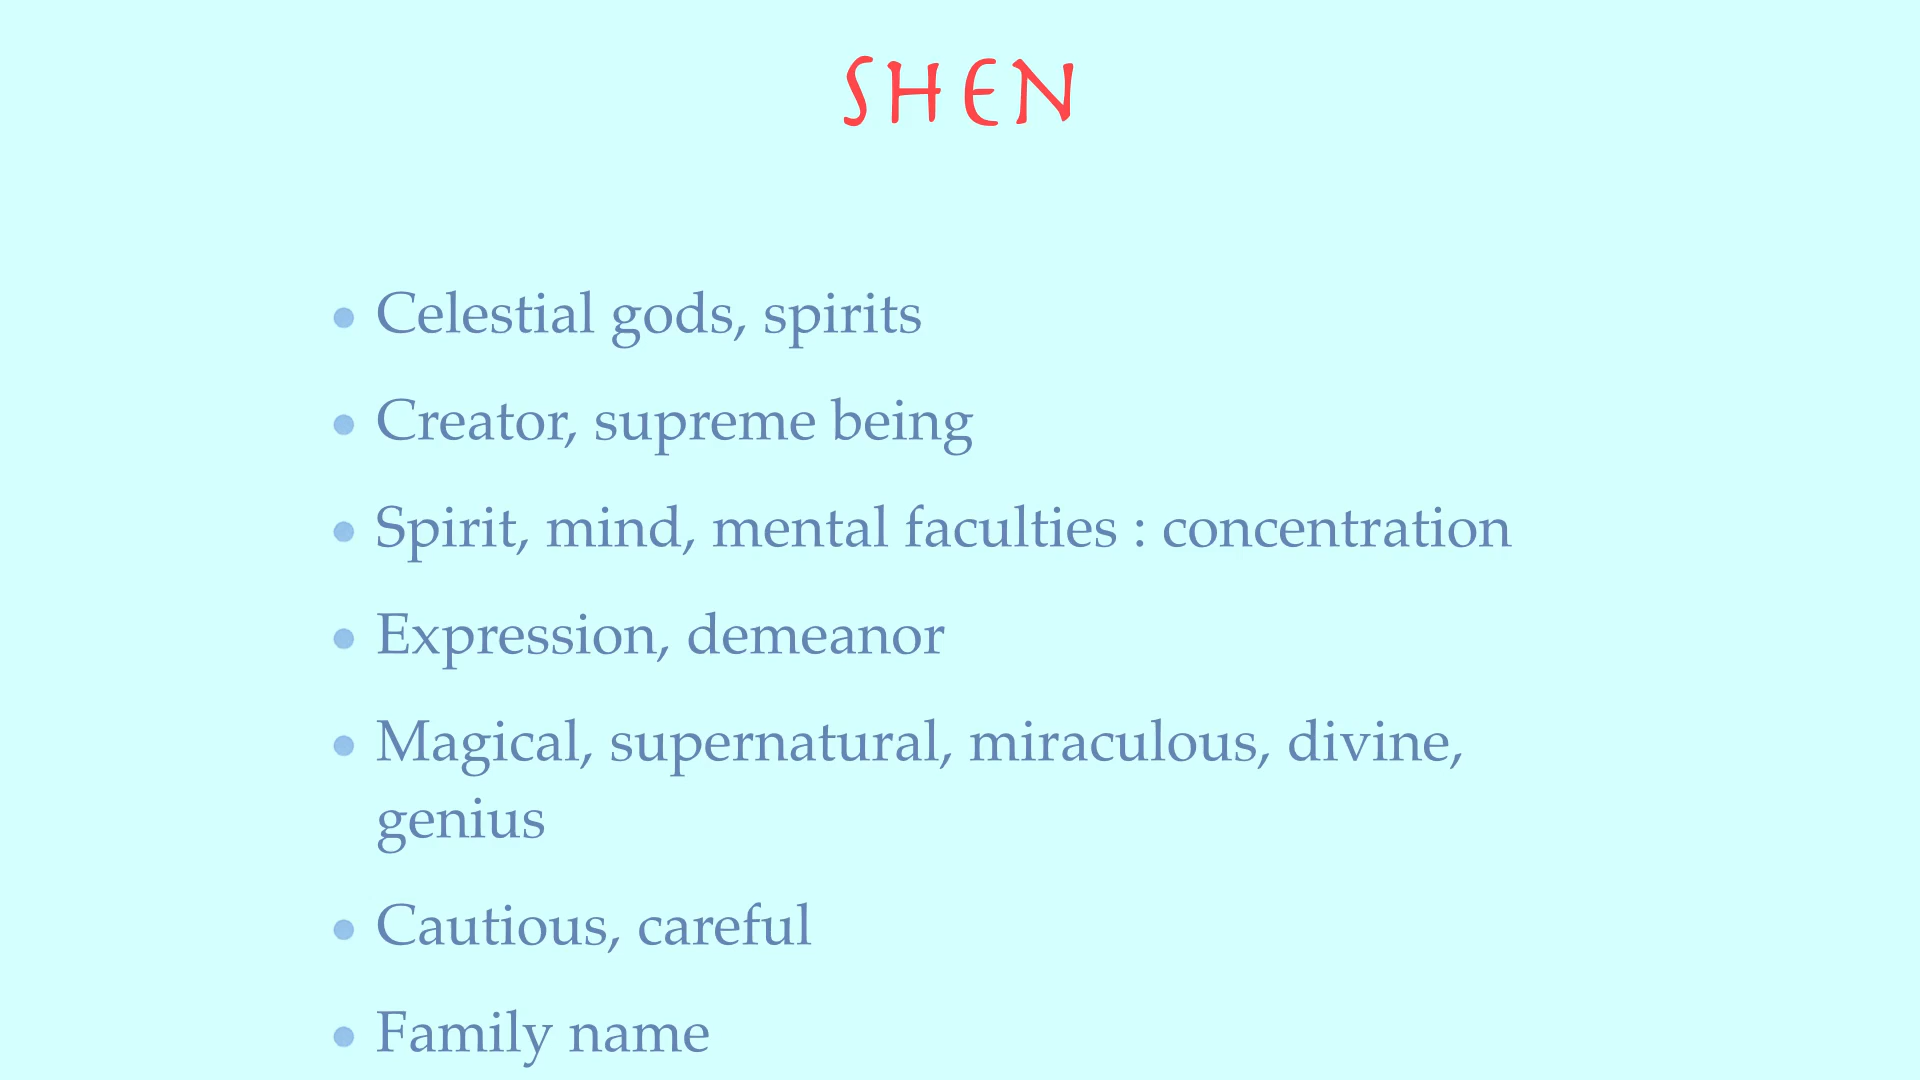 SHEN
• Celestial gods, spirits
• Creator, supreme being
• Spirit, mind, mental faculties : concentration
• Expression, demeanor
• Magical, supernatural, miraculous, divine,
genius
• Cautious, careful
• Family name